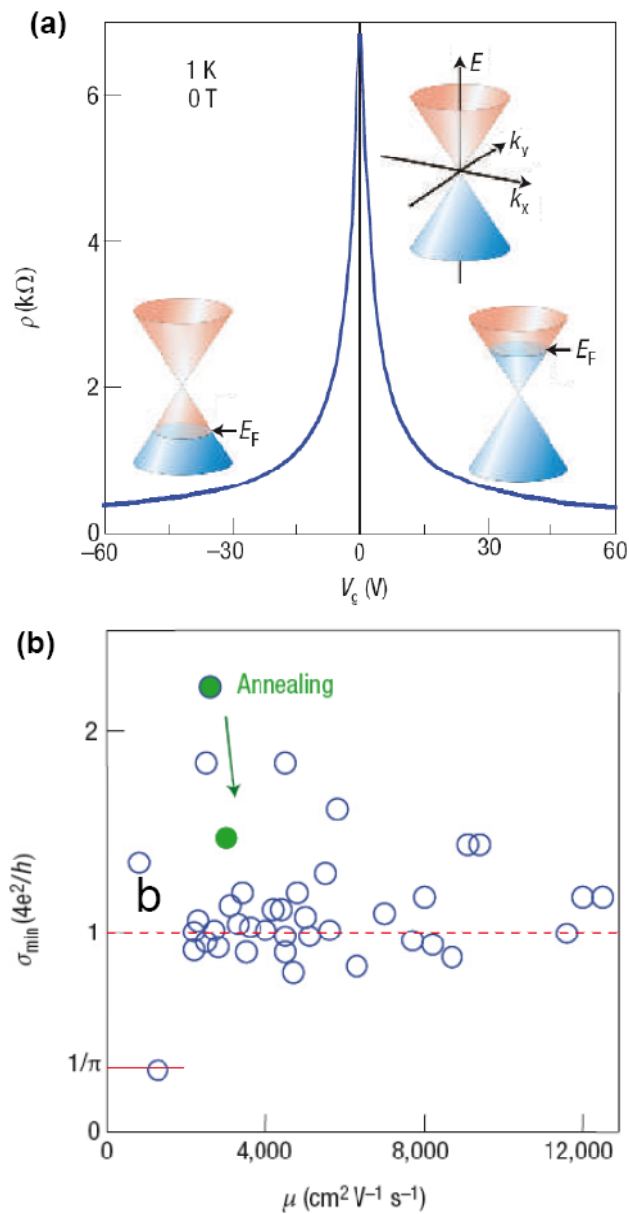 (a)
1 K
0 T
6
4
2
0
ρ (kΩ)
E
k_y
k_x
E_F
E_F
−60
−30
0
30
60
V_g (V)
(b)
Annealing
2
b
1
1/π
0
σ_min (4e²/h)
0
4,000
8,000
12,000
μ (cm² V⁻¹ s⁻¹)